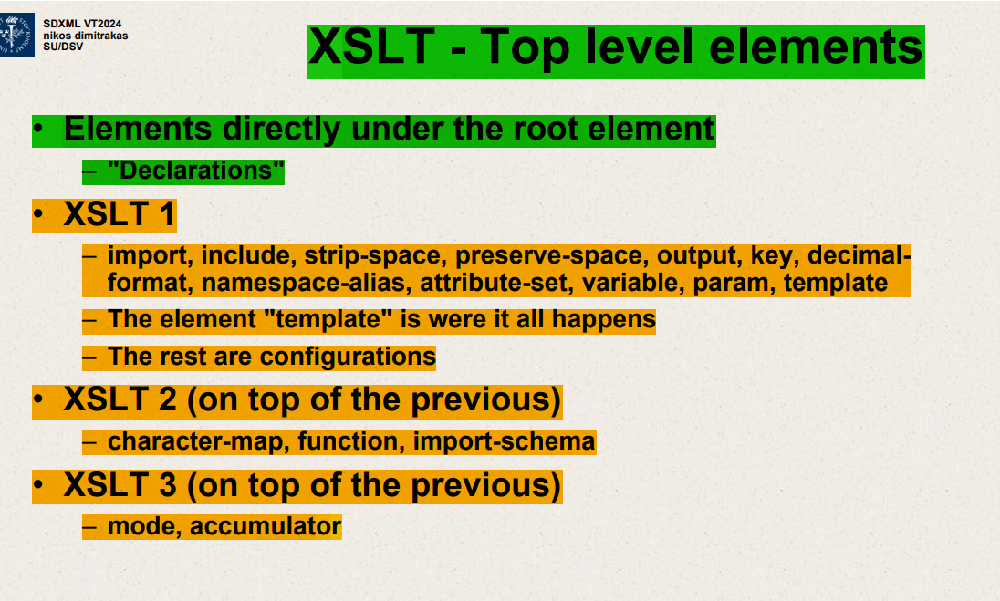 SDXML VT2024
nikos dimitrakas
SU/DSV
XSLT - Top level elements
• Elements directly under the root element
– "Declarations"
• XSLT 1
– import, include, strip-space, preserve-space, output, key, decimal-
format, namespace-alias, attribute-set, variable, param, template
– The element "template" is were it all happens
– The rest are configurations
• XSLT 2 (on top of the previous)
– character-map, function, import-schema
• XSLT 3 (on top of the previous)
– mode, accumulator